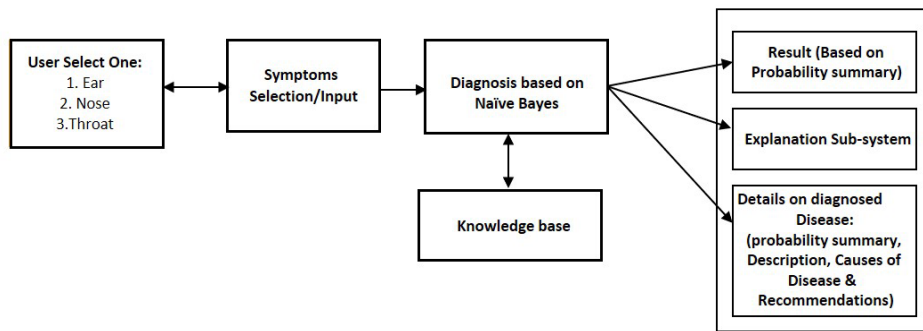 User Select One:
1. Ear
2. Nose
3.Throat
Symptoms
Selection/Input
Diagnosis based on
Naïve Bayes
Knowledge base
Result (Based on
Probability summary)
Explanation Sub-system
Details on diagnosed
Disease:
(probability summary,
Description, Causes of
Disease &
Recommendations)